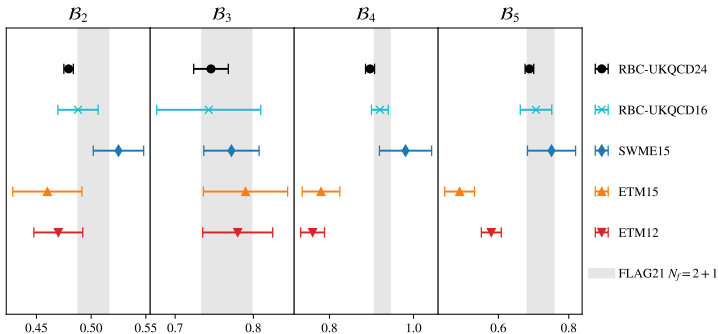 ℬ₂ ℬ₃ ℬ₄ ℬ₅
RBC-UKQCD24
RBC-UKQCD16
SWME15
ETM15
ETM12
FLAG21 N_f = 2 + 1
0.45 0.50 0.55 0.7 0.8 0.8 1.0 0.6 0.8